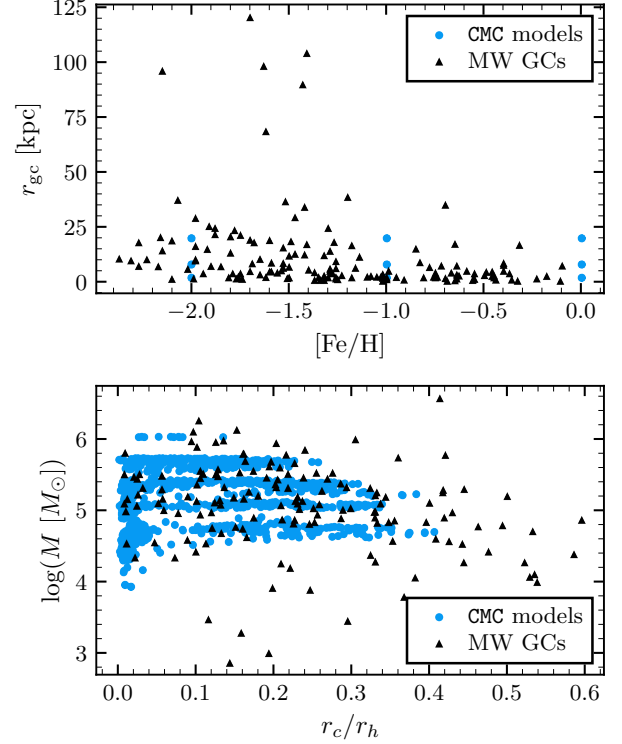 125
100
75
50
25
0
r_gc [kpc]
CMC models
MW GCs
−2.0 −1.5 −1.0 −0.5 0.0
[Fe/H]
6
5
4
3
log(M [M⊙])
CMC models
MW GCs
0.0 0.1 0.2 0.3 0.4 0.5 0.6
r_c/r_h